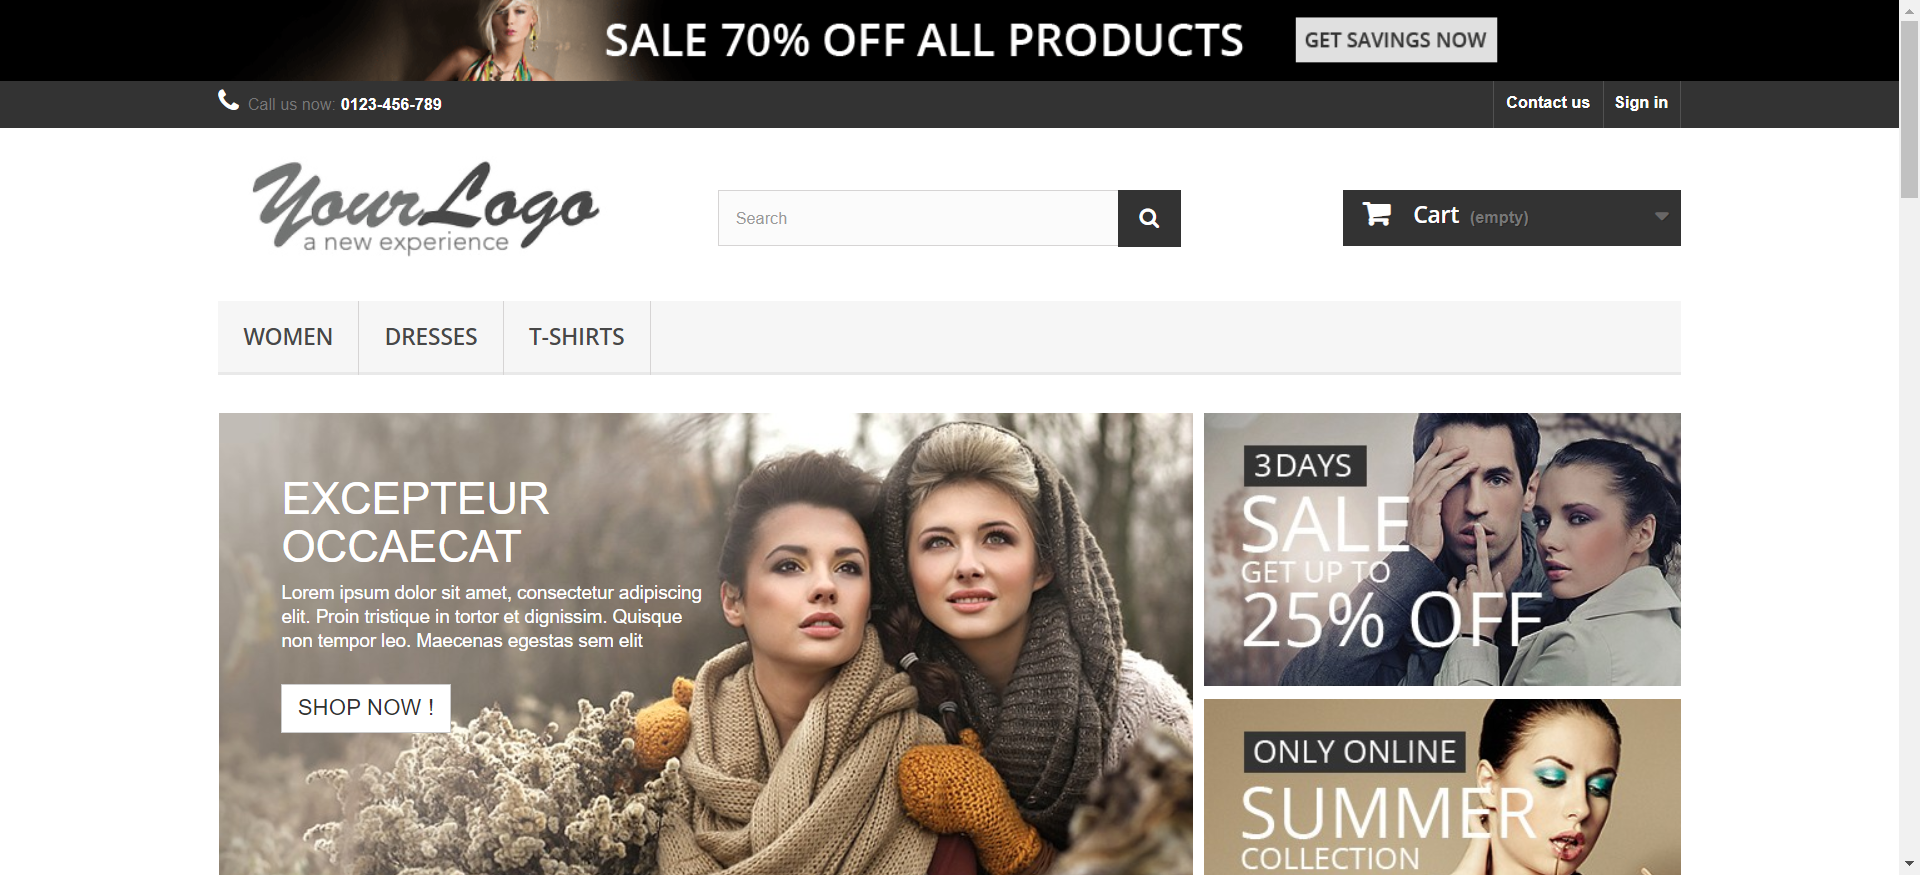 SALE 70% OFF ALL PRODUCTS
GET SAVINGS NOW
Call us now: 0123-456-789
Contact us
Sign in
YourLogo
a new experience
Search
Cart (empty)
WOMEN
DRESSES
T-SHIRTS
EXCEPTEUR
OCCAECAT
Lorem ipsum dolor sit amet, consectetur adipiscing
elit. Proin tristique in tortor et dignissim. Quisque
non tempor leo. Maecenas egestas sem elit
SHOP NOW !
3 DAYS
SALE
GET UP TO
25% OFF
ONLY ONLINE
SUMMER
COLLECTION